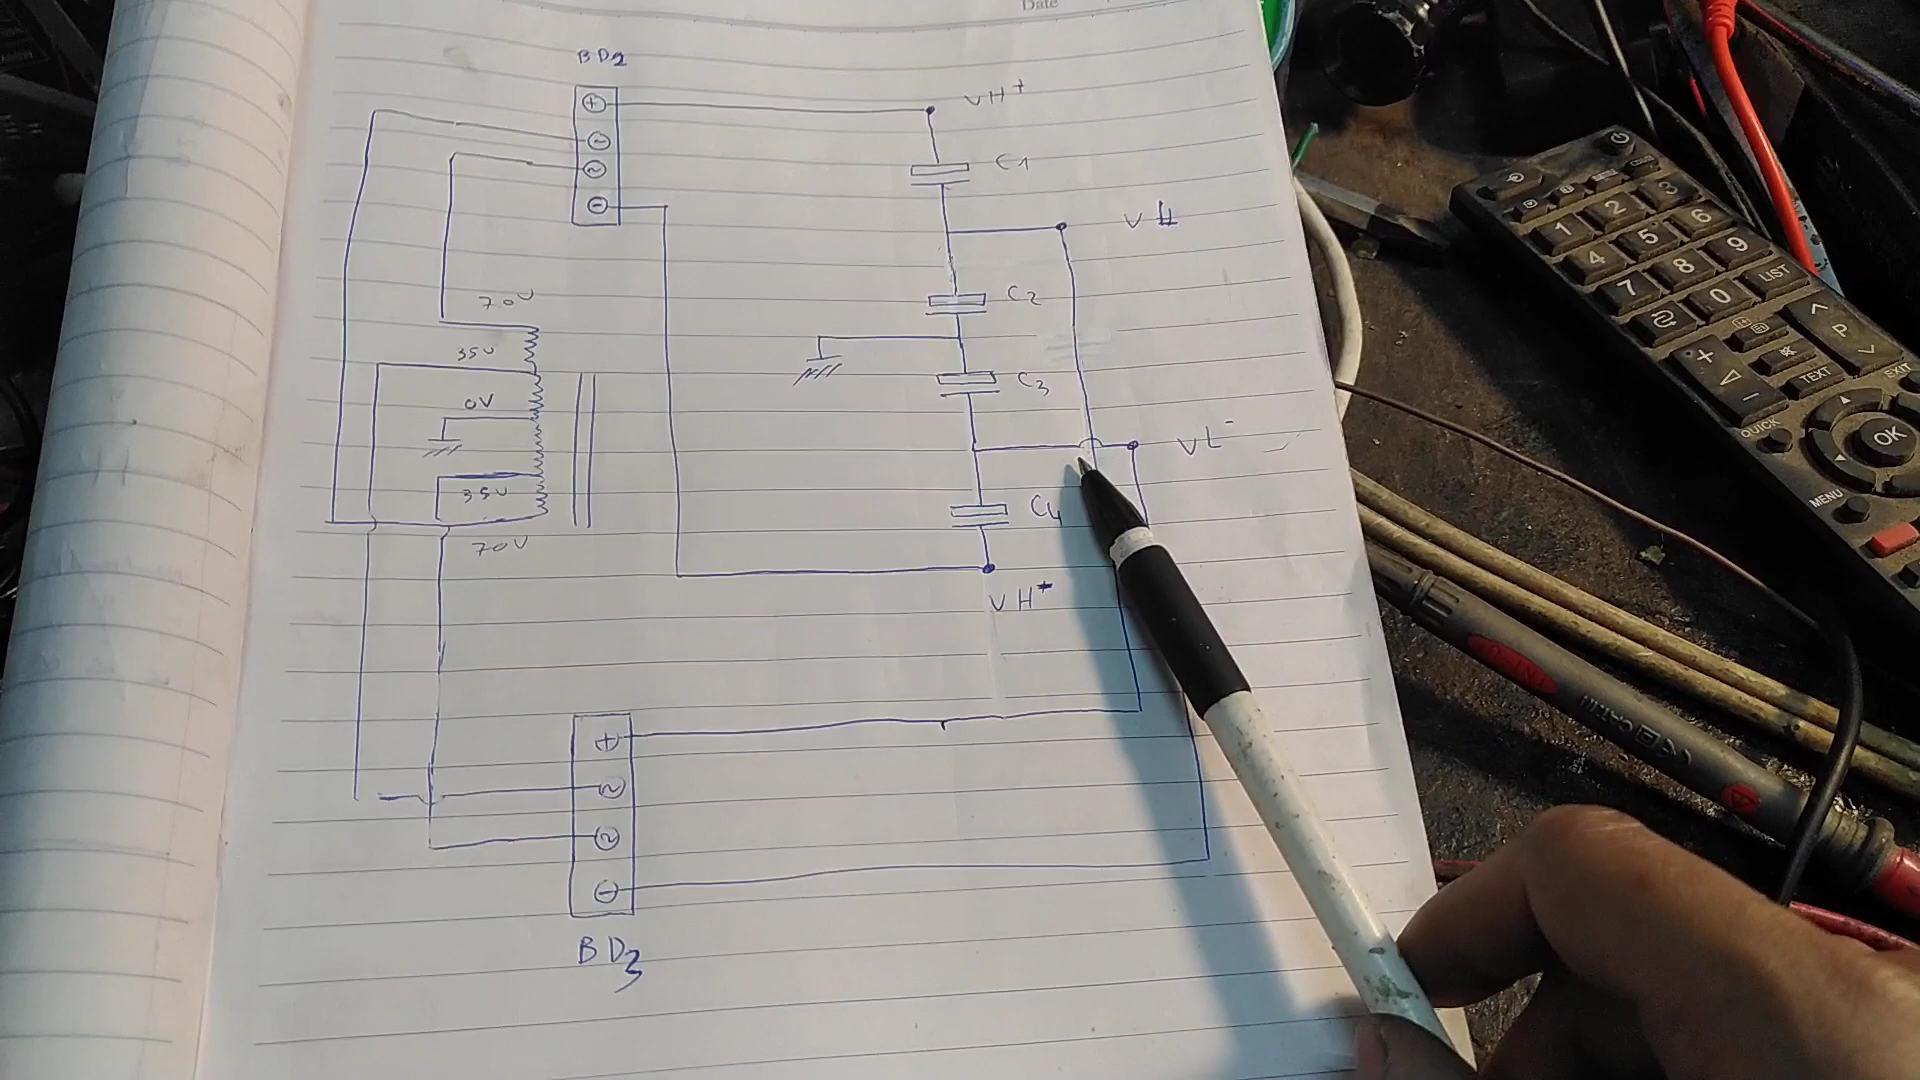 Date
BD2
+
~
~
-
VH+
C1
VL
C2
70V
35V
0V
35V
70V
C3
VL-
C4
VH-
+
~
~
-
BD3
1
2
3
4
5
6
7
8
9
0
LIST
P
+
-
TEXT
EXIT
QUICK
OK
MENU